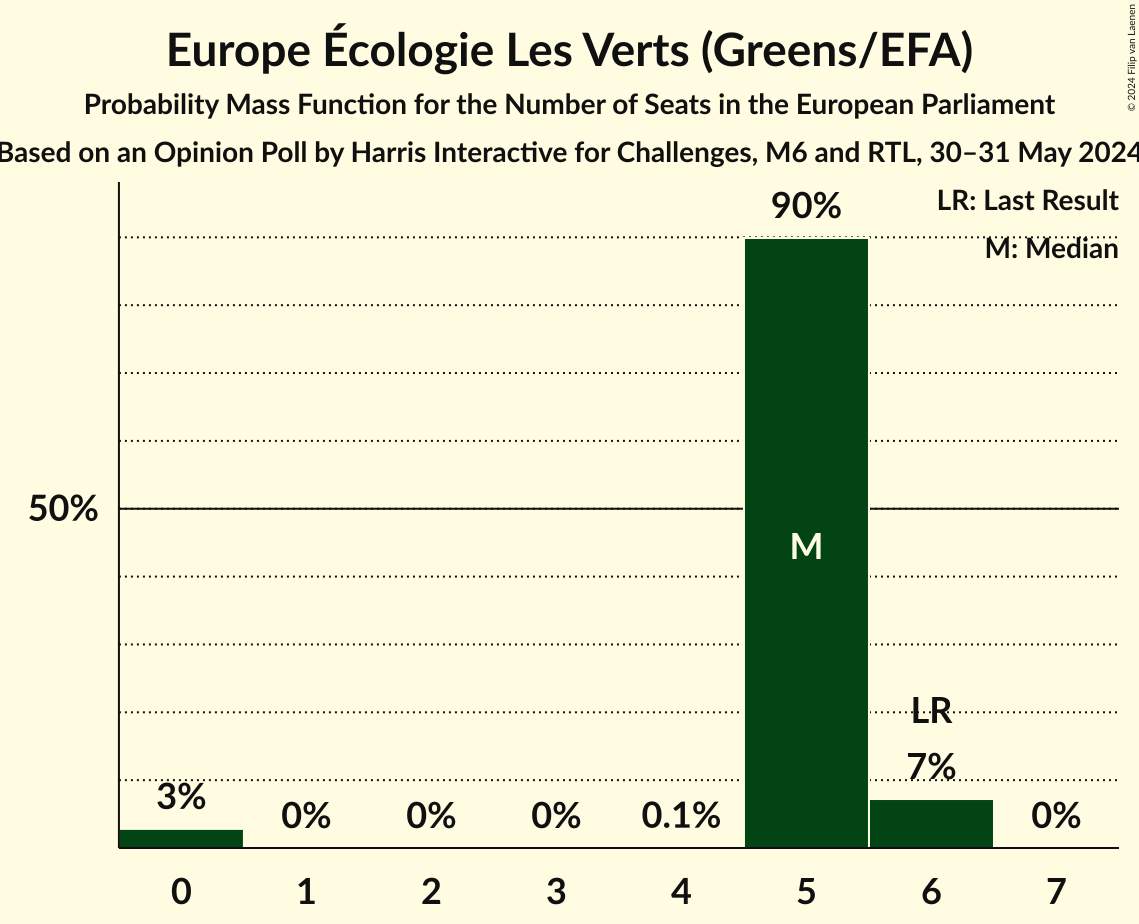 Europe Écologie Les Verts (Greens/EFA)
Probability Mass Function for the Number of Seats in the European Parliament
Based on an Opinion Poll by Harris Interactive for Challenges, M6 and RTL, 30–31 May 2024
© 2024 Filip van Laenen
LR: Last Result
M: Median
90%
50%
M
LR
7%
3%
0%
0%
0%
0.1%
0%
0 1 2 3 4 5 6 7